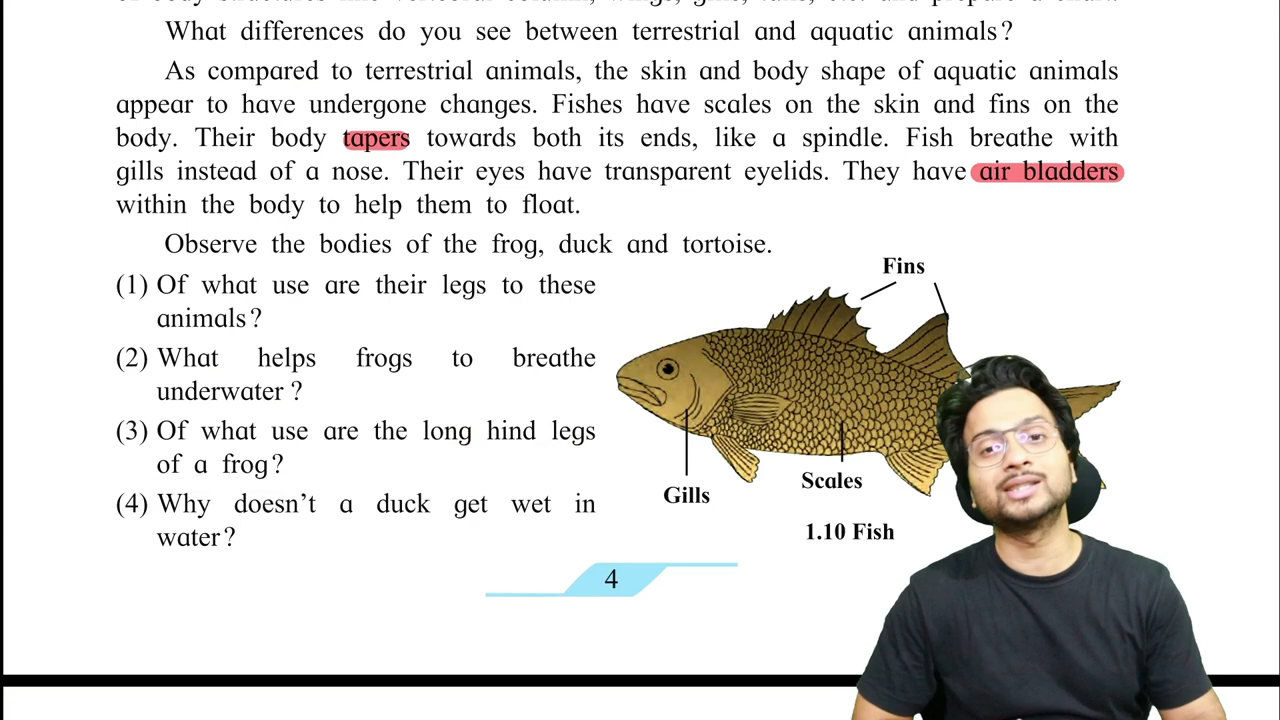 What differences do you see between terrestrial and aquatic animals?
As compared to terrestrial animals, the skin and body shape of aquatic animals
appear to have undergone changes. Fishes have scales on the skin and fins on the
body. Their body tapers towards both its ends, like a spindle. Fish breathe with
gills instead of a nose. Their eyes have transparent eyelids. They have air bladders
within the body to help them to float.
Observe the bodies of the frog, duck and tortoise.
(1) Of what use are their legs to these
animals?
(2) What helps frogs to breathe
underwater?
(3) Of what use are the long hind legs
of a frog?
(4) Why doesn't a duck get wet in
water?
Fins
Gills
Scales
1.10 Fish
4